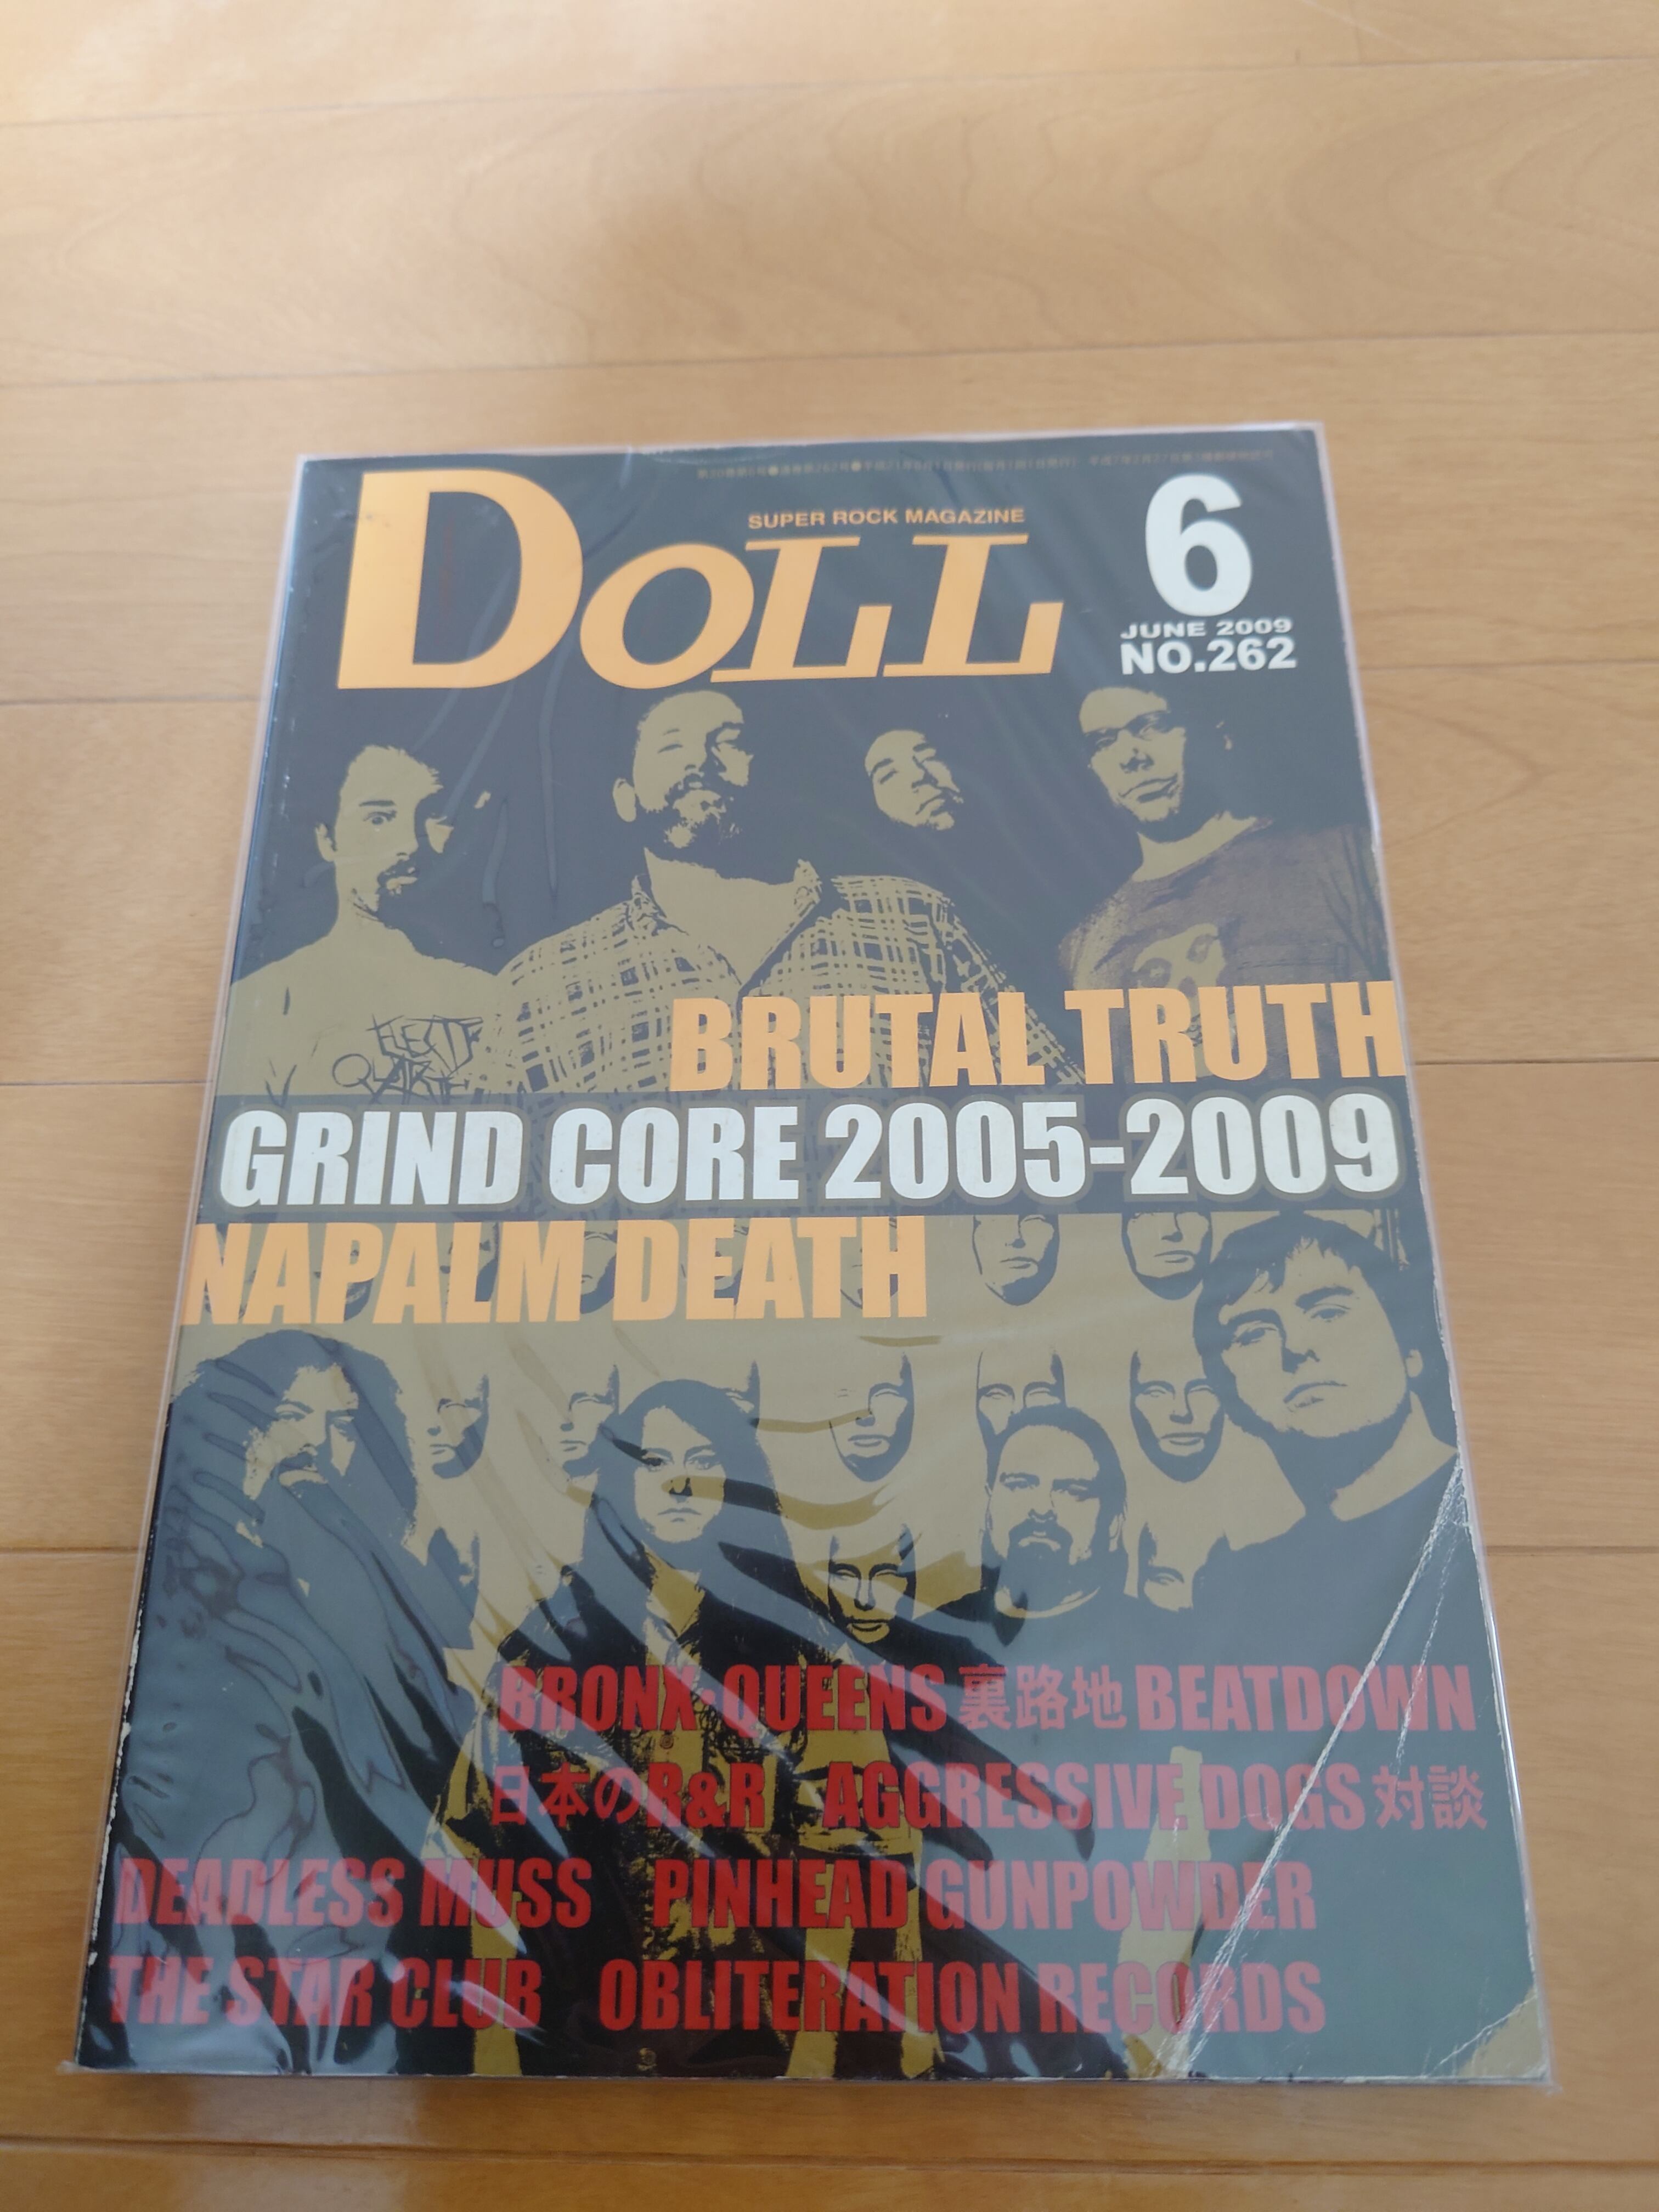 SUPER ROCK MAGAZINE
DOLL
6
JUNE 2009
NO.262
BRUTAL TRUTH
GRIND CORE 2005-2009
NAPALM DEATH
BRONX・QUEENS 裏路地 BEATDOWN
日本のR&R AGGRESSIVE DOGS 対談
DEADLESS MUSS PINHEAD GUNPOWDER
THE STAR CLUB OBLITERATION RECORDS